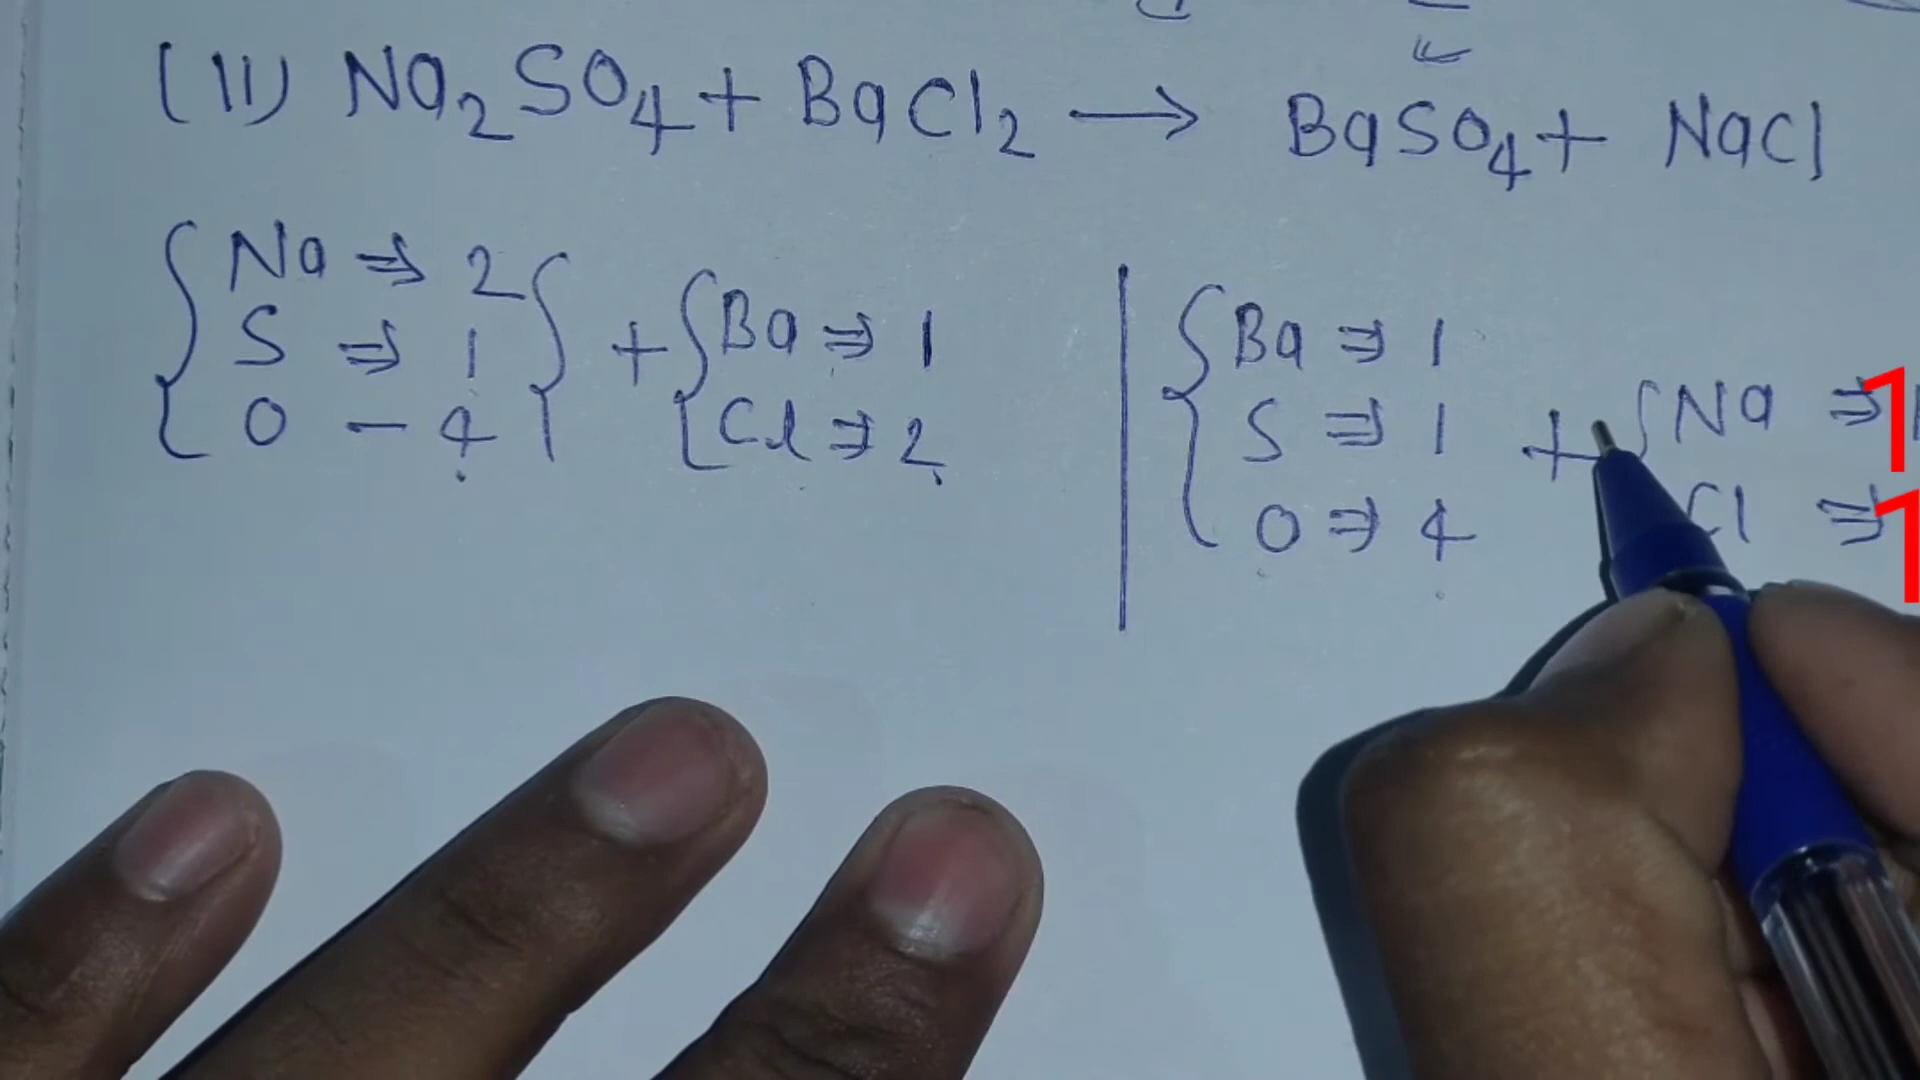 (II) Na2SO4 + BaCl2 → BaSO4 + NaCl
{ Na ⇒ 2 } + { Ba ⇒ 1 | { Ba ⇒ 1 + { Na ⇒ 1
S ⇒ 1 Cl ⇒ 2 S ⇒ 1 Cl ⇒ 1
O – 4 O ⇒ 4